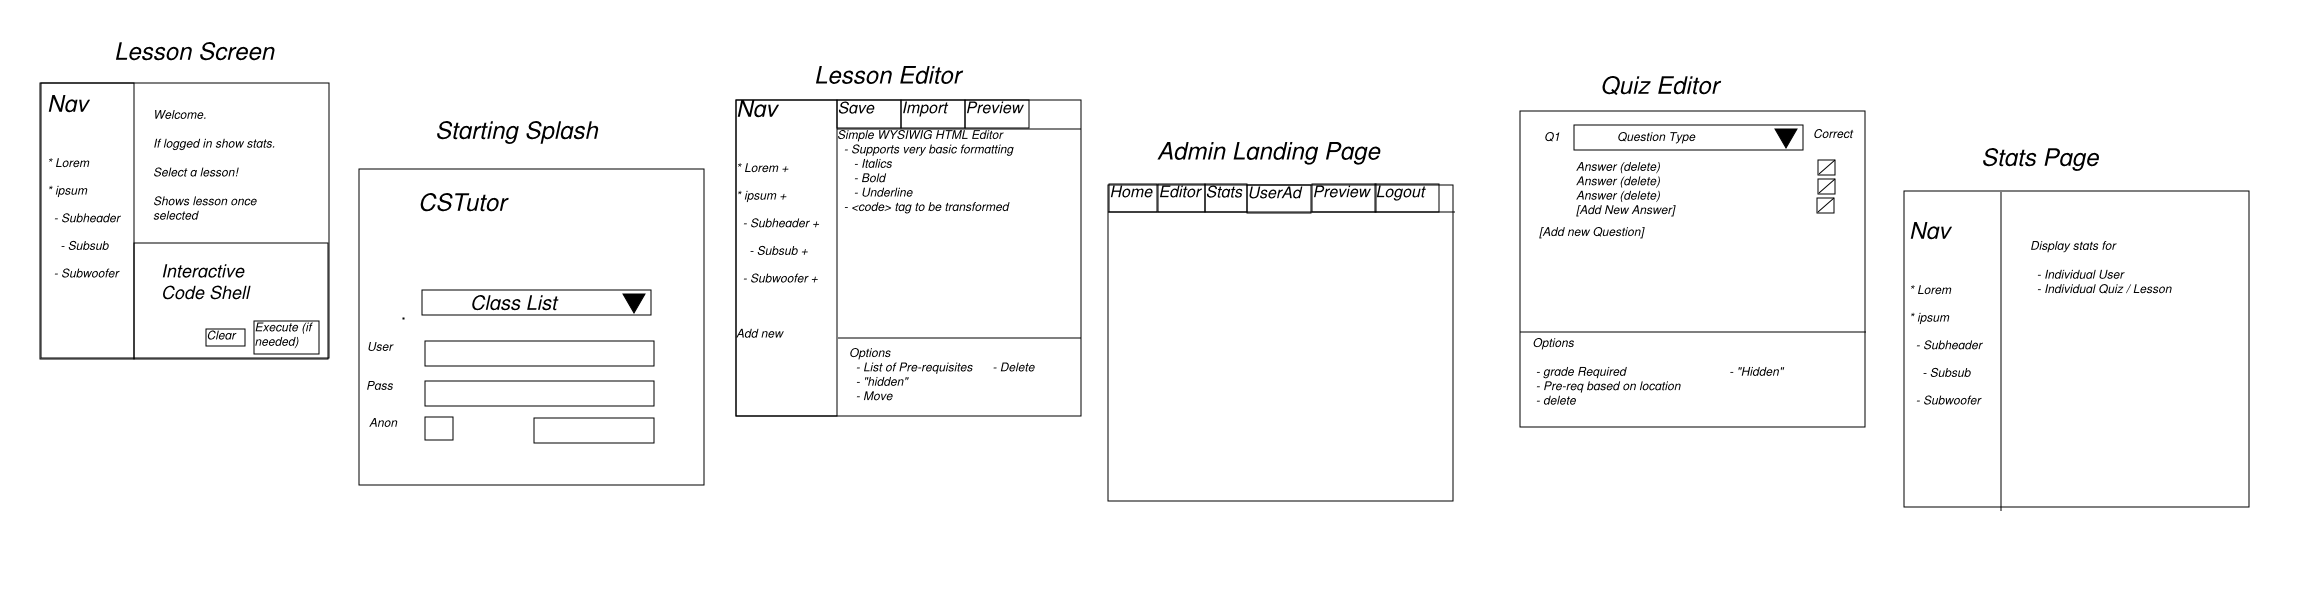 Lesson Screen
Nav
* Lorem
* ipsum
- Subheader
- Subsub
- Subwoofer
Welcome.
If logged in show stats.
Select a lesson!
Shows lesson once
selected
Interactive
Code Shell
Clear
Execute (if
needed)
Starting Splash
CSTutor
Class List
User
Pass
Anon
Lesson Editor
Nav
* Lorem +
* ipsum +
- Subheader +
- Subsub +
- Subwoofer +
Add new
Save Import Preview
Simple WYSIWIG HTML Editor
- Supports very basic formatting
- Italics
- Bold
- Underline
- <code> tag to be transformed
Options
- List of Pre-requisites - Delete
- "hidden"
- Move
Admin Landing Page
Home Editor Stats UserAd Preview Logout
Quiz Editor
Q1 Question Type Correct
Answer (delete)
Answer (delete)
Answer (delete)
[Add New Answer]
[Add new Question]
Options
- grade Required - "Hidden"
- Pre-req based on location
- delete
Stats Page
Nav
* Lorem
* ipsum
- Subheader
- Subsub
- Subwoofer
Display stats for
- Individual User
- Individual Quiz / Lesson